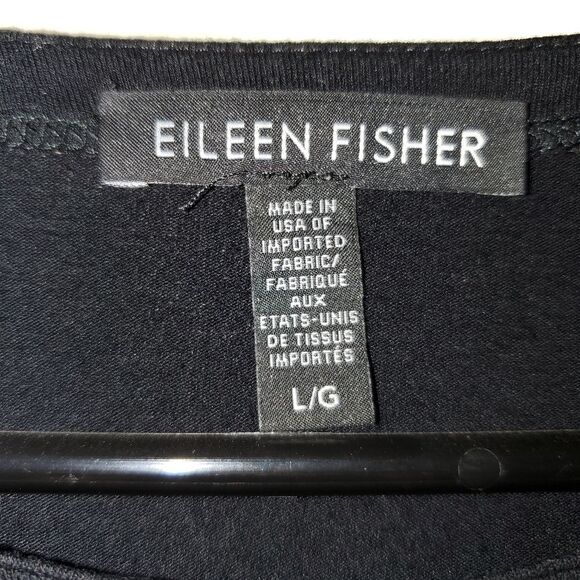 EILEEN FISHER
MADE IN
USA OF
IMPORTED
FABRIC/
FABRIQUÉ
AUX
ETATS-UNIS
DE TISSUS
IMPORTÉS
L/G